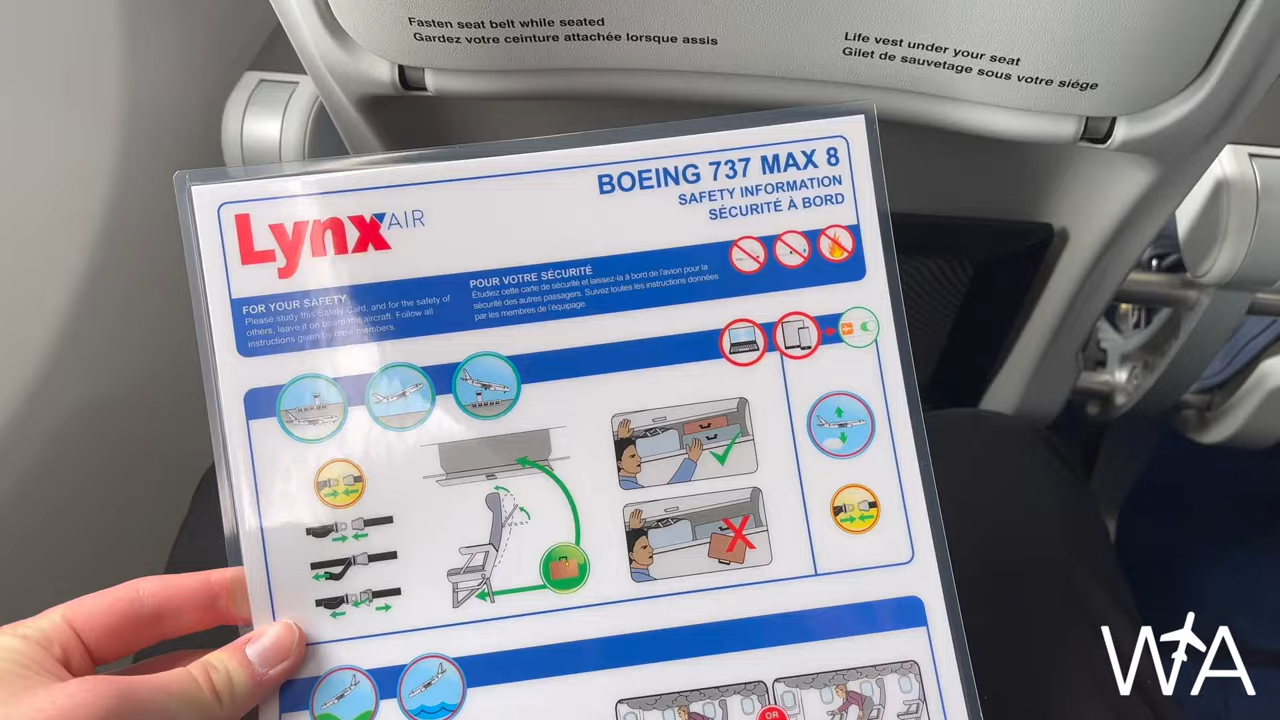 Fasten seat belt while seated
Gardez votre ceinture attachée lorsque assis
Life vest under your seat
Gilet de sauvetage sous votre siége
Lynx AIR
BOEING 737 MAX 8
SAFETY INFORMATION
SÉCURITÉ À BORD
FOR YOUR SAFETY
Please study this Safety Card, and for the safety of
others, leave it on board the aircraft. Follow all
instructions given by crew members.
POUR VOTRE SÉCURITÉ
Étudiez cette carte de sécurité et laissez-la à bord de l'avion pour la
sécurité des autres passagers. Suivez toutes les instructions données
par les membres de l'équipage.
OR
WA